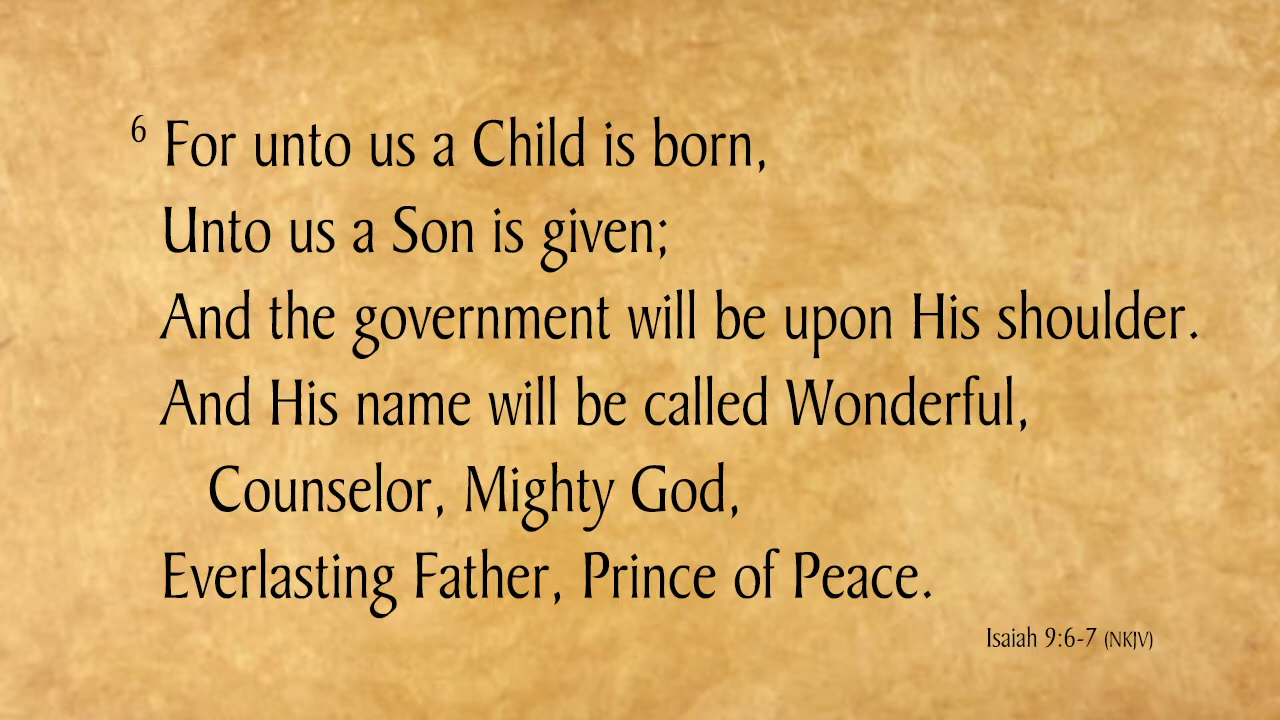 6 For unto us a Child is born,
Unto us a Son is given;
And the government will be upon His shoulder.
And His name will be called Wonderful,
Counselor, Mighty God,
Everlasting Father, Prince of Peace.
Isaiah 9:6-7 (NKJV)